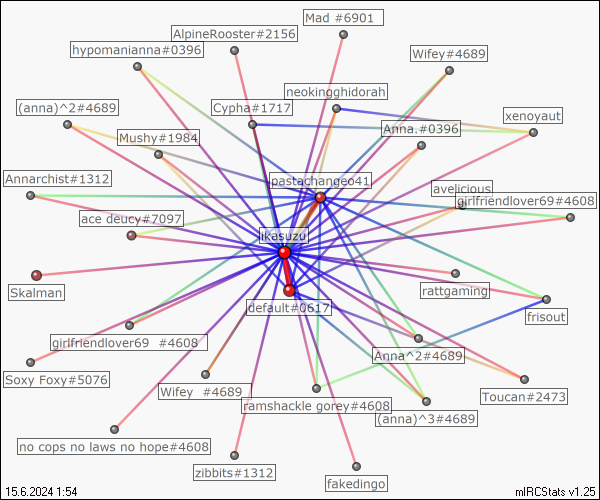 Mad #6901
AlpineRooster#2156
hypomanianna#0396
Wifey#4689
neokingghidorah
(anna)^2#4689
Cypha#1717
xenoyaut
Anna.#0396
Mushy#1984
Annarchist#1312
pastachangeo41
avelicious
girlfriendlover69#4608
ace deucy#7097
ikasuzu
Skalman
rattgaming
default#0617
frisout
girlfriendlover69 #4608
Anna^2#4689
Soxy Foxy#5076
Wifey #4689
Toucan#2473
ramshackle gorey#4608
(anna)^3#4689
no cops no laws no hope#4608
zibbits#1312
fakedingo
15.6.2024 1:54
mIRCStats v1.25